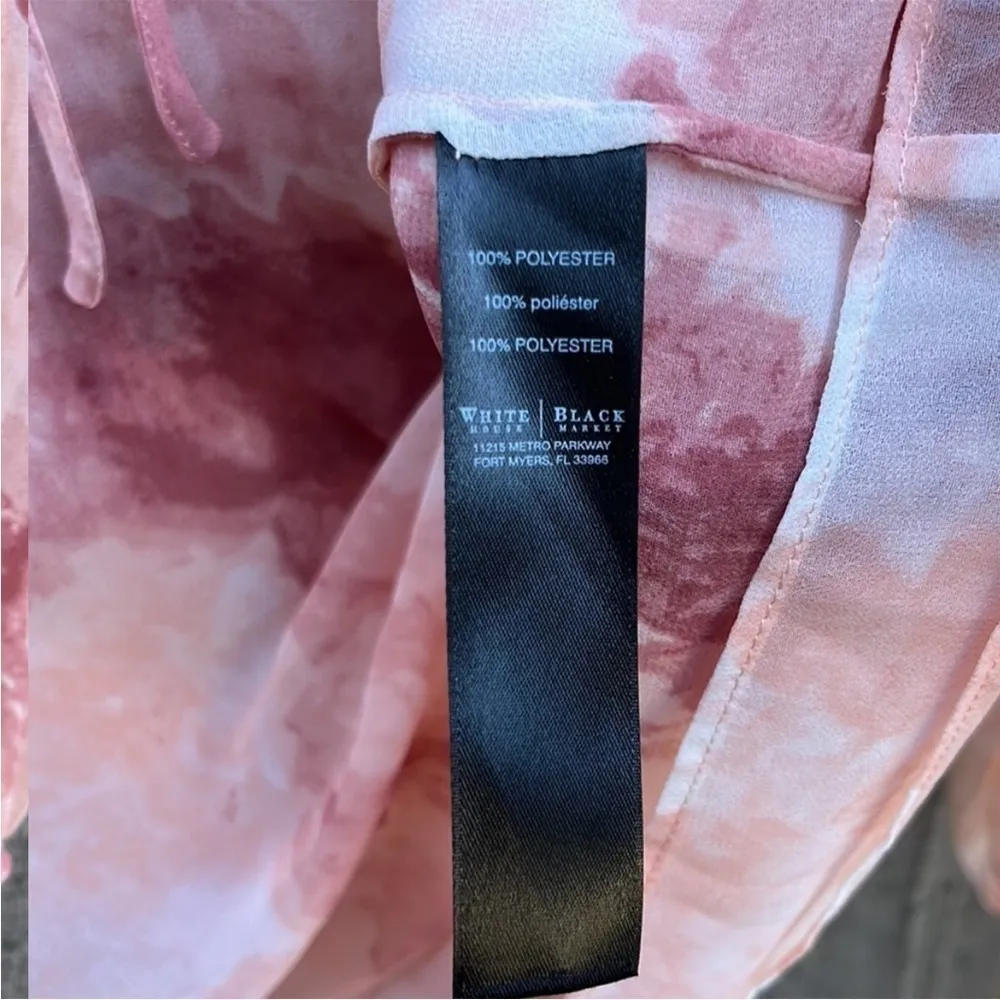 100% POLYESTER
100% poliéster
100% POLYESTER
WHITE | BLACK
HOUSE MARKET
11215 METRO PARKWAY
FORT MYERS, FL 33966